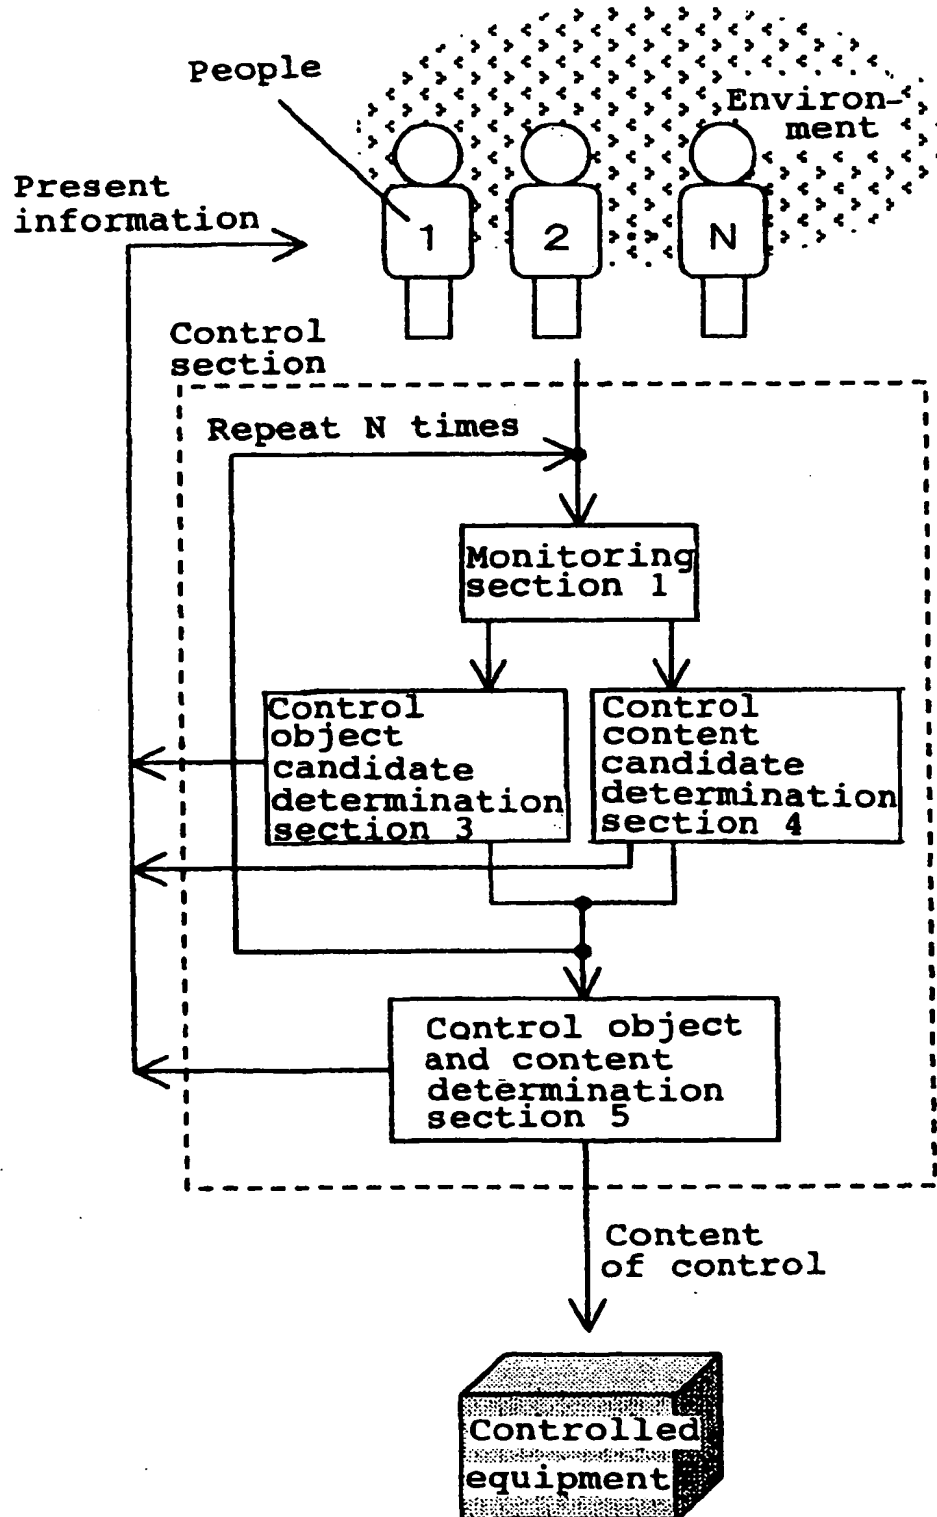 People
Environ-
ment
Present
information
1
2
N
Control
section
Repeat N times
Monitoring
section 1
Control
object
candidate
determination
section 3
Control
content
candidate
determination
section 4
Control object
and content
determination
section 5
Content
of control
Controlled
equipment